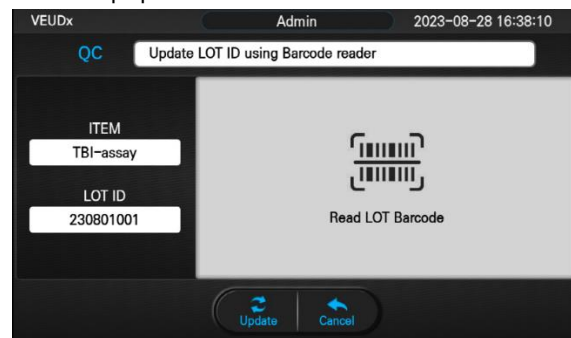 VEUDx Admin 2023-08-28 16:38:10
QC Update LOT ID using Barcode reader
ITEM
TBI-assay
LOT ID
230801001
Read LOT Barcode
Update Cancel